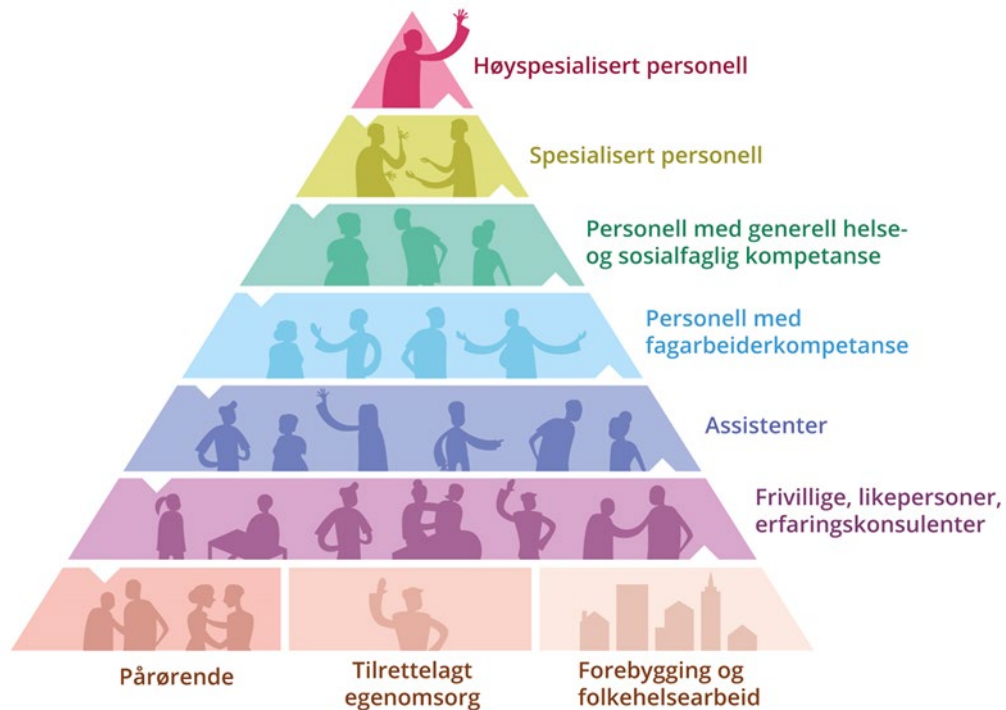 Høyspesialisert personell
Spesialisert personell
Personell med generell helse-
og sosialfaglig kompetanse
Personell med
fagarbeiderkompetanse
Assistenter
Frivillige, likepersoner,
erfaringskonsulenter
Pårørende
Tilrettelagt
egenomsorg
Forebygging og
folkehelsearbeid